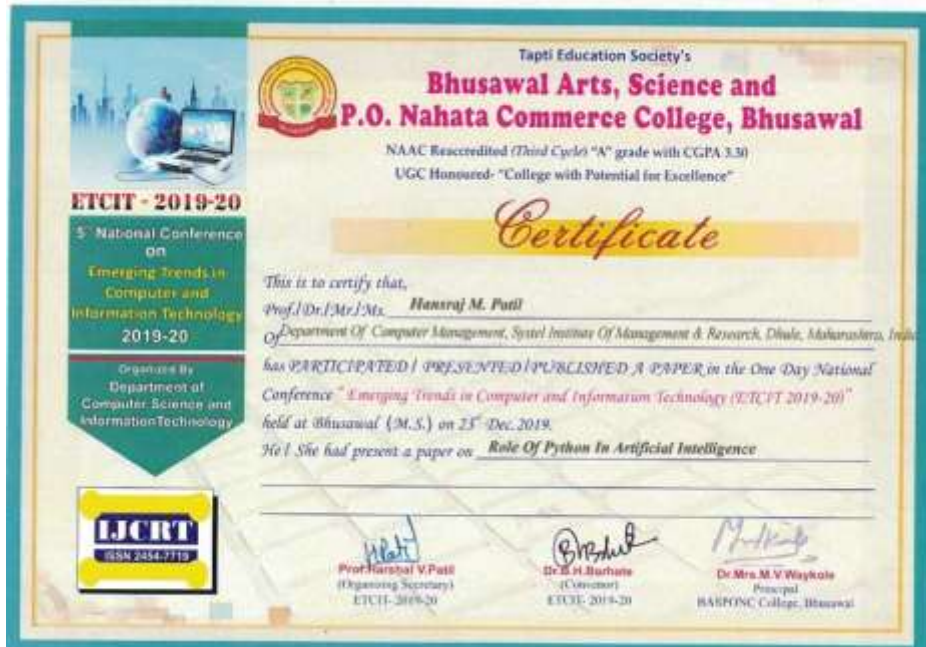 Tapti Education Society's
Bhusawal Arts, Science and
P.O. Nahata Commerce College, Bhusawal
NAAC Reaccredited (Third Cycle) "A" grade with CGPA 3.30
UGC Honoured- "College with Potential for Excellence"
Certificate
ETCIT - 2019-20
5th National Conference
on
Emerging Trends in
Computer and
Information Technology
2019-20
Organized By
Department of
Computer Science and
Information Technology
IJCRT
ISSN 2454-7719
This is to certify that,
Prof./Dr./Mr./Ms. Hansraj M. Patil
Of Department Of Computer Management, Systel Institute Of Management & Research, Dhule, Maharashtra, India
has PARTICIPATED / PRESENTED / PUBLISHED A PAPER in the One Day National
Conference "Emerging Trends in Computer and Information Technology (ETCIT 2019-20)"
held at Bhusawal (M.S.) on 23rd Dec. 2019.
He / She had present a paper on Role Of Python In Artificial Intelligence
Prof. Harshal V. Patil
(Organizing Secretary)
ETCIT- 2019-20
Dr. B.H. Barhate
(Convenor)
ETCIT- 2019-20
Dr. Mrs. M.V. Waykole
Principal
BASPONC College, Bhusawal